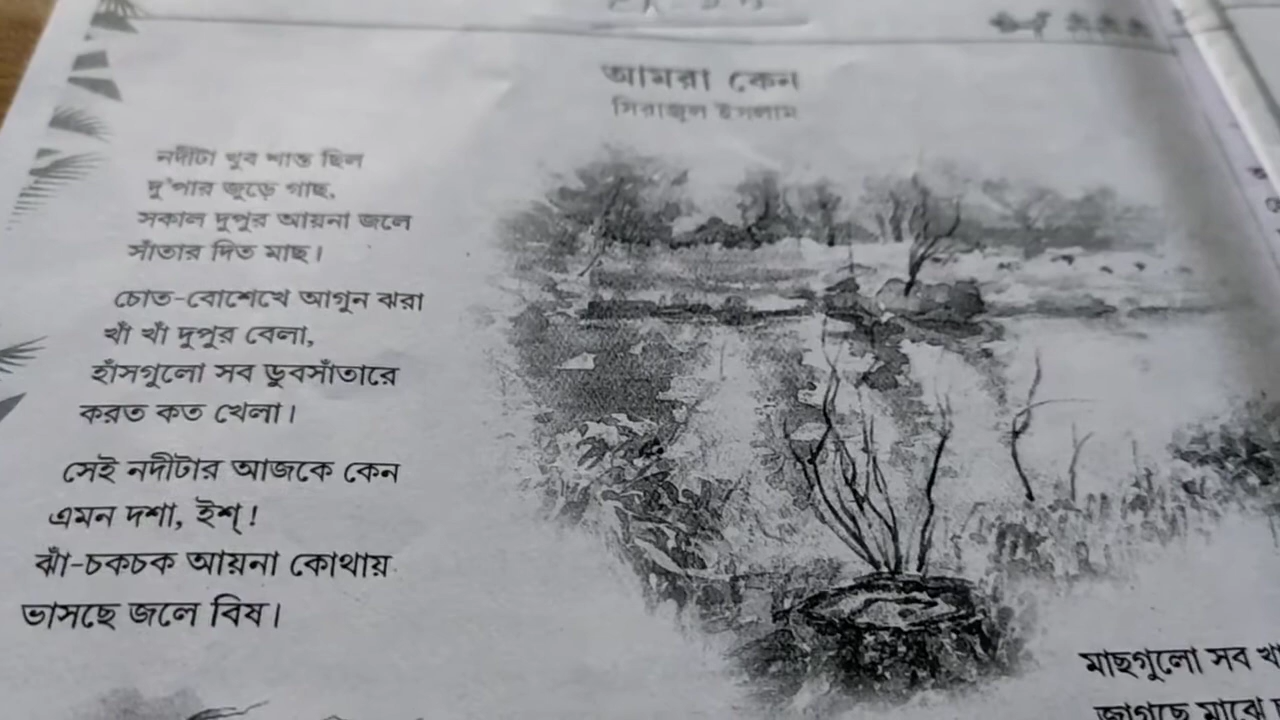 আমরা কেন
সিরাজুল ইসলাম
নদীটা খুব শান্ত ছিল
দু'পার জুড়ে গাছ,
সকাল দুপুর আয়না জলে
সাঁতার দিত মাছ।
চোত-বোশেখে আগুন ঝরা
খাঁ খাঁ দুপুর বেলা,
হাঁসগুলো সব ডুবসাঁতারে
করত কত খেলা।
সেই নদীটার আজকে কেন
এমন দশা, ইশ্!
ঝাঁ-চকচক আয়না কোথায়
ভাসছে জলে বিষ।
মাছগুলো সব
জাগছে মাঝে